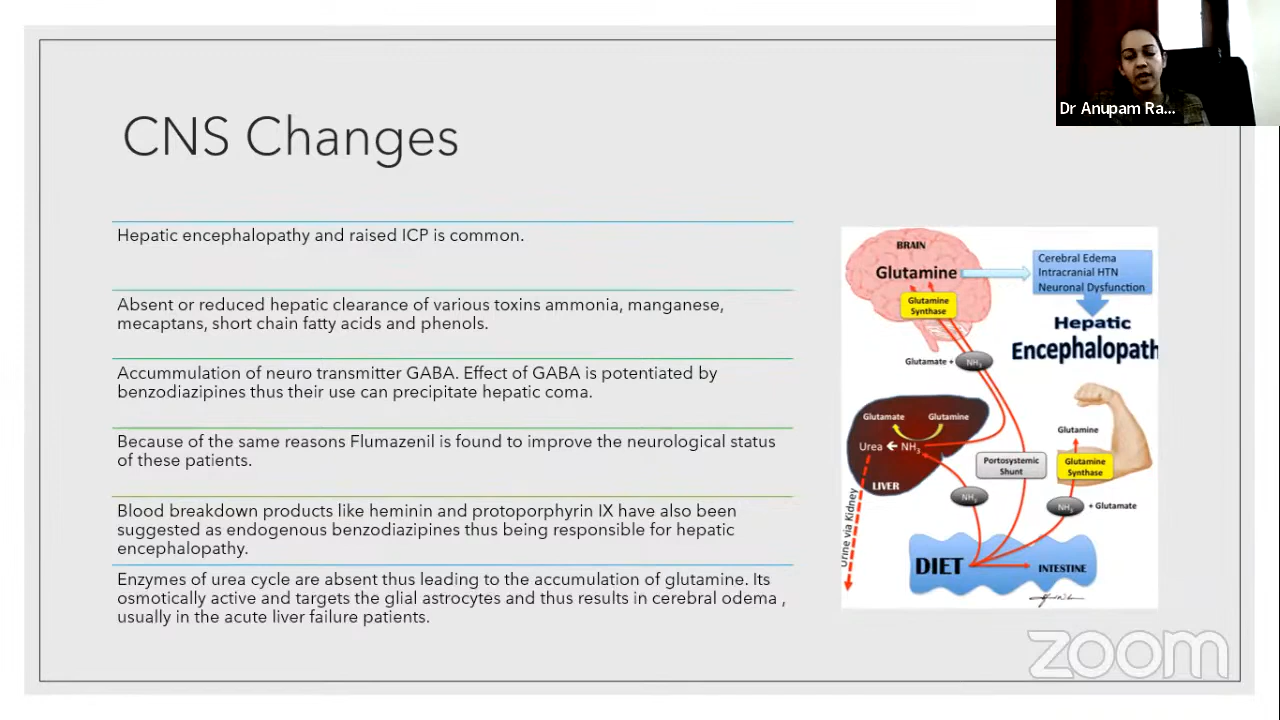 Dr Anupam Ra...
CNS Changes
Hepatic encephalopathy and raised ICP is common.
Absent or reduced hepatic clearance of various toxins ammonia, manganese,
mecaptans, short chain fatty acids and phenols.
Accummulaiton of neuro transmitter GABA. Effect of GABA is potentiated by
benzodiazipines thus their use can precipitate hepatic coma.
Because of the same reasons Flumezenil is found to improve the neurological status
of these patients.
Blood breakdown products like heminn and protoporphyrin IX have also been
suggested as endogenous benzodiazipines thus being responsible for hepatic
encephalopathy.
Enzymes of urea cycle are absent thus leading to the accumulation of glutamine. Its
osmotically active and targets the glial astrocytes and thus results in cerebral odema ,
usually in the acute liver failure patients.
BRAIN
Glutamine
Cerebral Edema
Intracranial HTN
Neuronal Dysfunction
Glutamine
Synthase
Hepatic
Encephalopath
Glutamate + NH3
Glutamate Glutamine
Urea NH3
LIVER
Glutamine
Portosystemic
Shunt
Glutamine
Synthase
NH3
NH3 + Glutamate
Urine via Kidney
DIET
INTESTINE
zoom